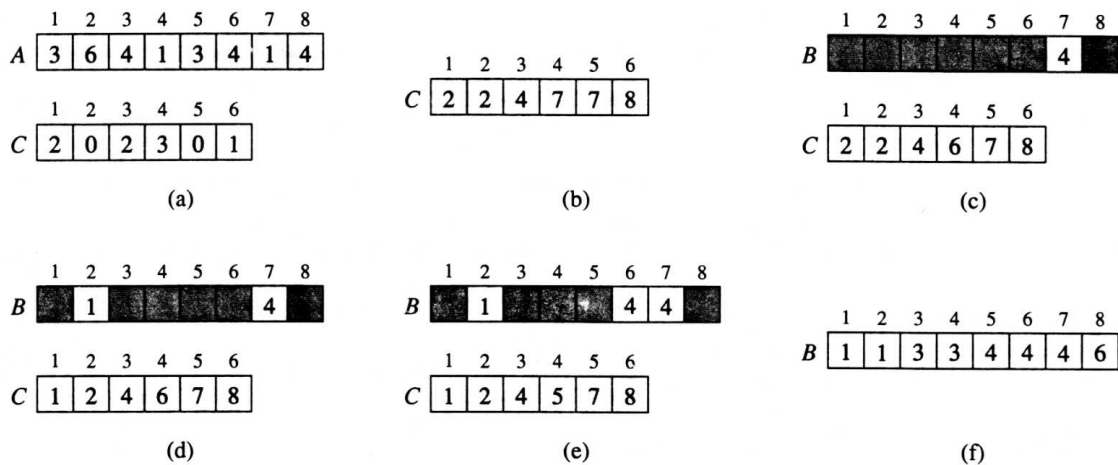 1 2 3 4 5 6 7 8
A 3 6 4 1 3 4 1 4
1 2 3 4 5 6
C 2 0 2 3 0 1
(a)
1 2 3 4 5 6
C 2 2 4 7 7 8
(b)
1 2 3 4 5 6 7 8
B 4
1 2 3 4 5 6
C 2 2 4 6 7 8
(c)
1 2 3 4 5 6 7 8
B 1 4
1 2 3 4 5 6
C 1 2 4 6 7 8
(d)
1 2 3 4 5 6 7 8
B 1 4 4
1 2 3 4 5 6
C 1 2 4 5 7 8
(e)
1 2 3 4 5 6 7 8
B 1 1 3 3 4 4 4 6
(f)